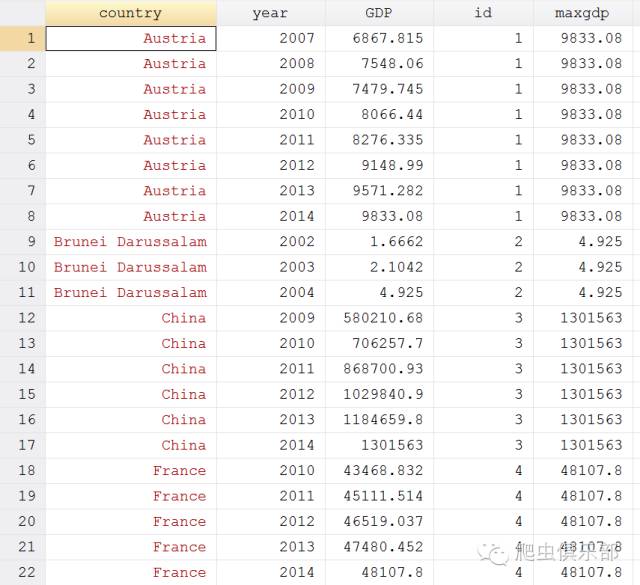 country year GDP id maxgdp
1 Austria 2007 6867.815 1 9833.08
2 Austria 2008 7548.06 1 9833.08
3 Austria 2009 7479.745 1 9833.08
4 Austria 2010 8066.44 1 9833.08
5 Austria 2011 8276.335 1 9833.08
6 Austria 2012 9148.99 1 9833.08
7 Austria 2013 9571.282 1 9833.08
8 Austria 2014 9833.08 1 9833.08
9 Brunei Darussalam 2002 1.6662 2 4.925
10 Brunei Darussalam 2003 2.1042 2 4.925
11 Brunei Darussalam 2004 4.925 2 4.925
12 China 2009 580210.68 3 1301563
13 China 2010 706257.7 3 1301563
14 China 2011 868700.93 3 1301563
15 China 2012 1029840.9 3 1301563
16 China 2013 1184659.8 3 1301563
17 China 2014 1301563 3 1301563
18 France 2010 43468.832 4 48107.8
19 France 2011 45111.514 4 48107.8
20 France 2012 46519.037 4 48107.8
21 France 2013 47480.452 4 48107.8
22 France 2014 48107.8 4 48107.8
爬虫俱乐部